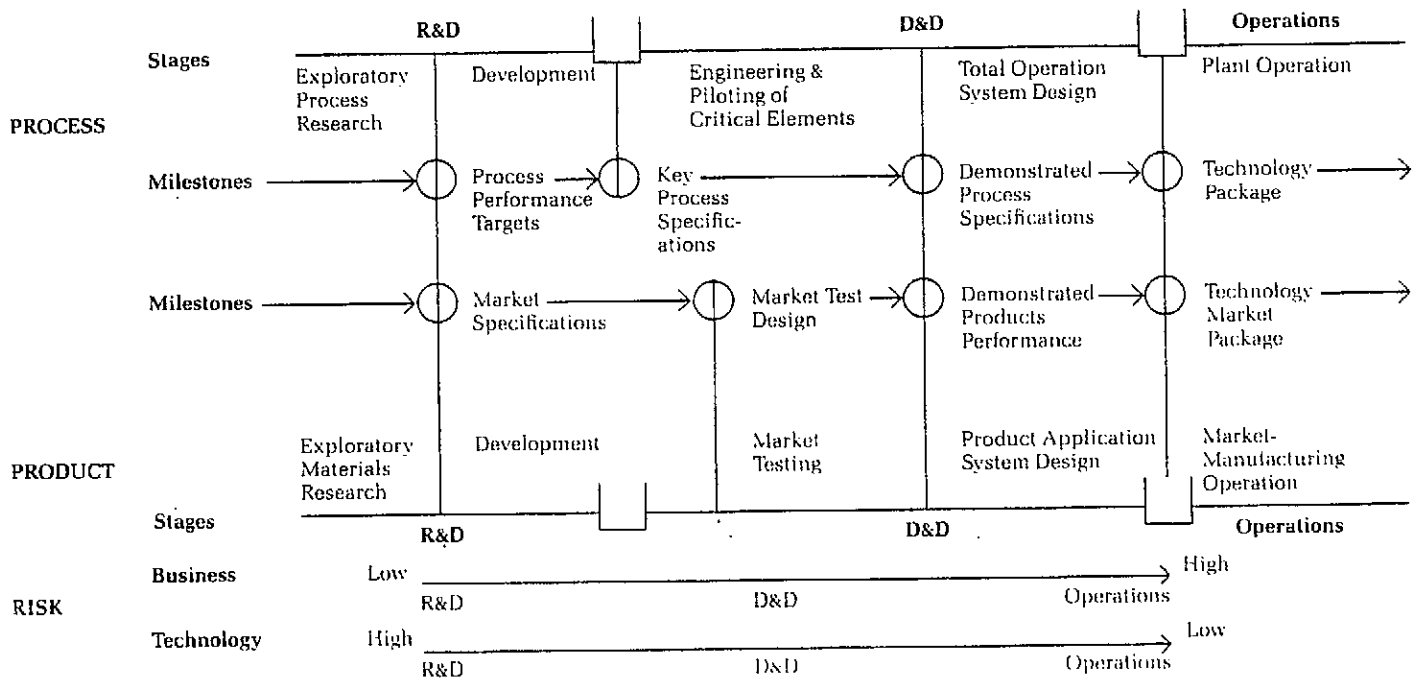 R&D D&D Operations
Stages
Exploratory Process Research
Development
Engineering & Piloting of Critical Elements
Total Operation System Design
Plant Operation
PROCESS
Milestones
Process Performance Targets
Key Process Specific-ations
Demonstrated Process Specifications
Technology Package
Milestones
Market Specifications
Market Test Design
Demonstrated Products Performance
Technology Market Package
PRODUCT
Exploratory Materials Research
Development
Market Testing
Product Application System Design
Market-Manufacturing Operation
Stages
R&D D&D Operations
RISK
Business Low High
R&D D&D Operations
Technology High Low
R&D D&D Operations